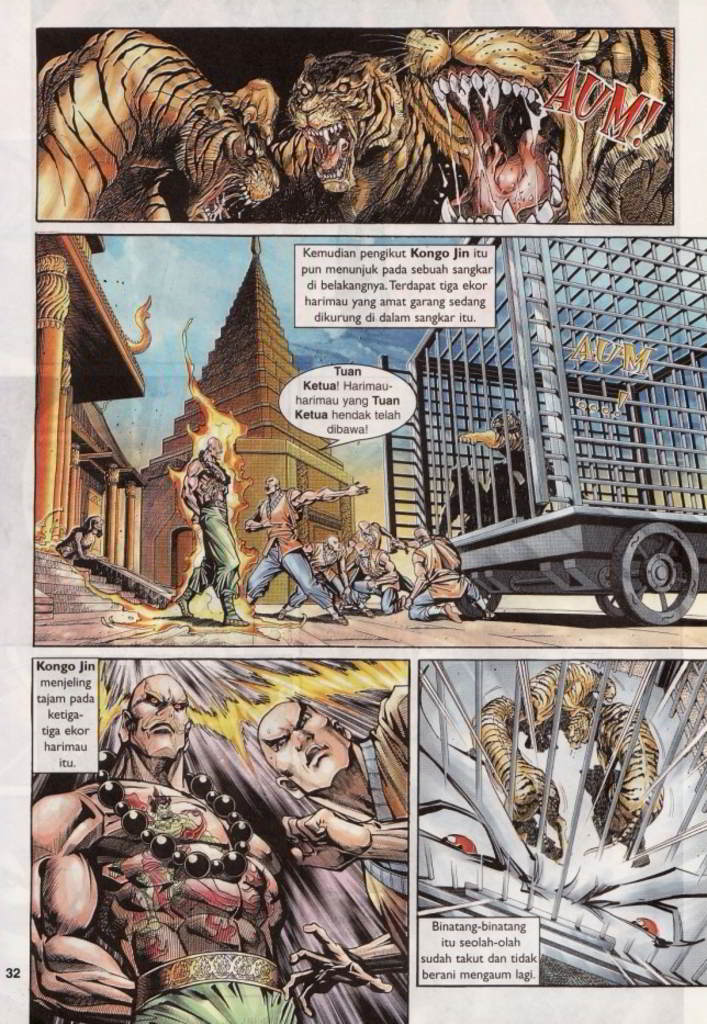 AUM!
Kemudian pengikut Kongo Jin itu
pun menunjuk pada sebuah sangkar
di belakangnya. Terdapat tiga ekor
harimau yang amat garang sedang
dikurung di dalam sangkar itu.
AUM
...!
Tuan
Ketua! Harimau-
harimau yang Tuan
Ketua hendak telah
dibawa!
Kongo Jin
menjeling
tajam pada
ketiga-
tiga ekor
harimau
itu.
Binatang-binatang
itu seolah-olah
sudah takut dan tidak
berani mengaum lagi.
32